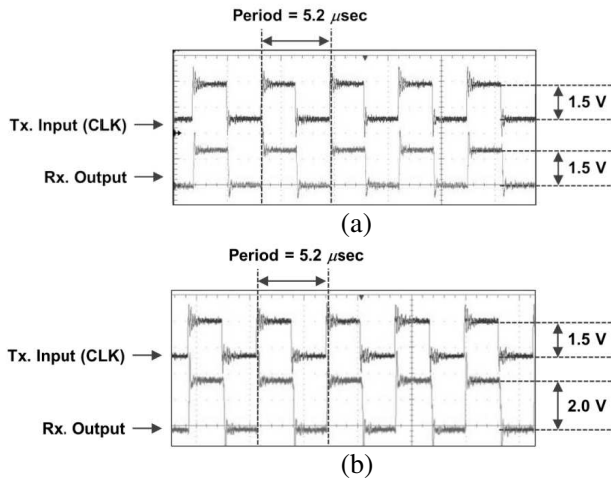 Period = 5.2 μsec
Tx. Input (CLK)
1.5 V
Rx. Output
1.5 V
(a)
Period = 5.2 μsec
Tx. Input (CLK)
1.5 V
2.0 V
Rx. Output
(b)